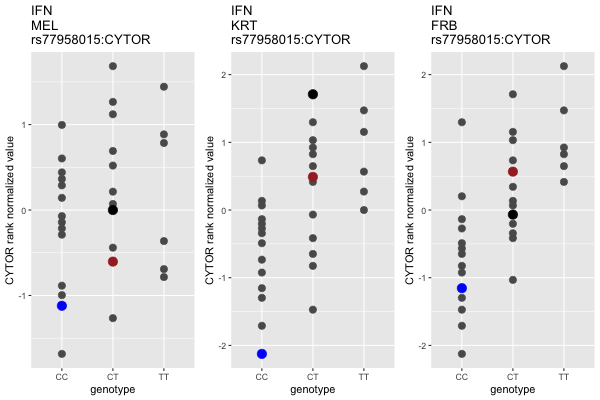 IFN
MEL
rs77958015:CYTOR
CYTOR rank normalized value
1
0
-1
CC CT TT
genotype
IFN
KRT
rs77958015:CYTOR
CYTOR rank normalized value
2
1
0
-1
-2
CC CT TT
genotype
IFN
FRB
rs77958015:CYTOR
CYTOR rank normalized value
2
1
0
-1
-2
CC CT TT
genotype